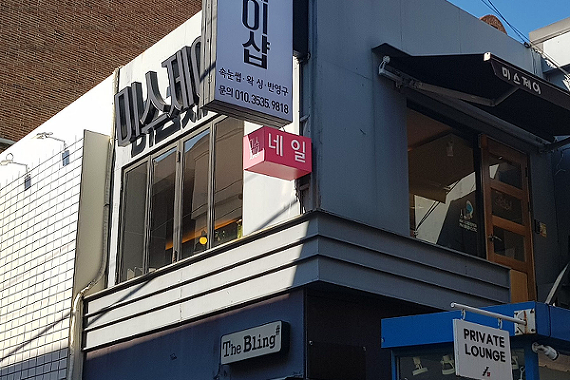 이샵
속눈썹·왁싱·반영구
문의 010.3535.9818
미스제이
미스제이
네일
The Bling#
PRIVATE
LOUNGE